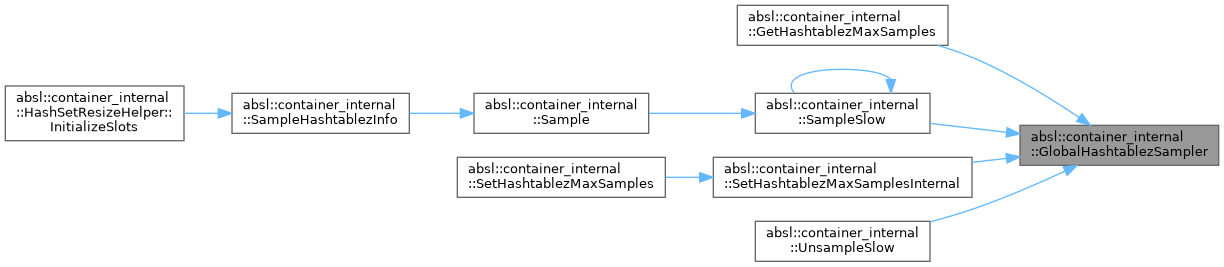 absl::container_internal
::GetHashtablezMaxSamples
absl::container_internal
::HashSetResizeHelper::
InitializeSlots
absl::container_internal
::SampleHashtablezInfo
absl::container_internal
::Sample
absl::container_internal
::SampleSlow
absl::container_internal
::GlobalHashtablezSampler
absl::container_internal
::SetHashtablezMaxSamples
absl::container_internal
::SetHashtablezMaxSamplesInternal
absl::container_internal
::UnsampleSlow